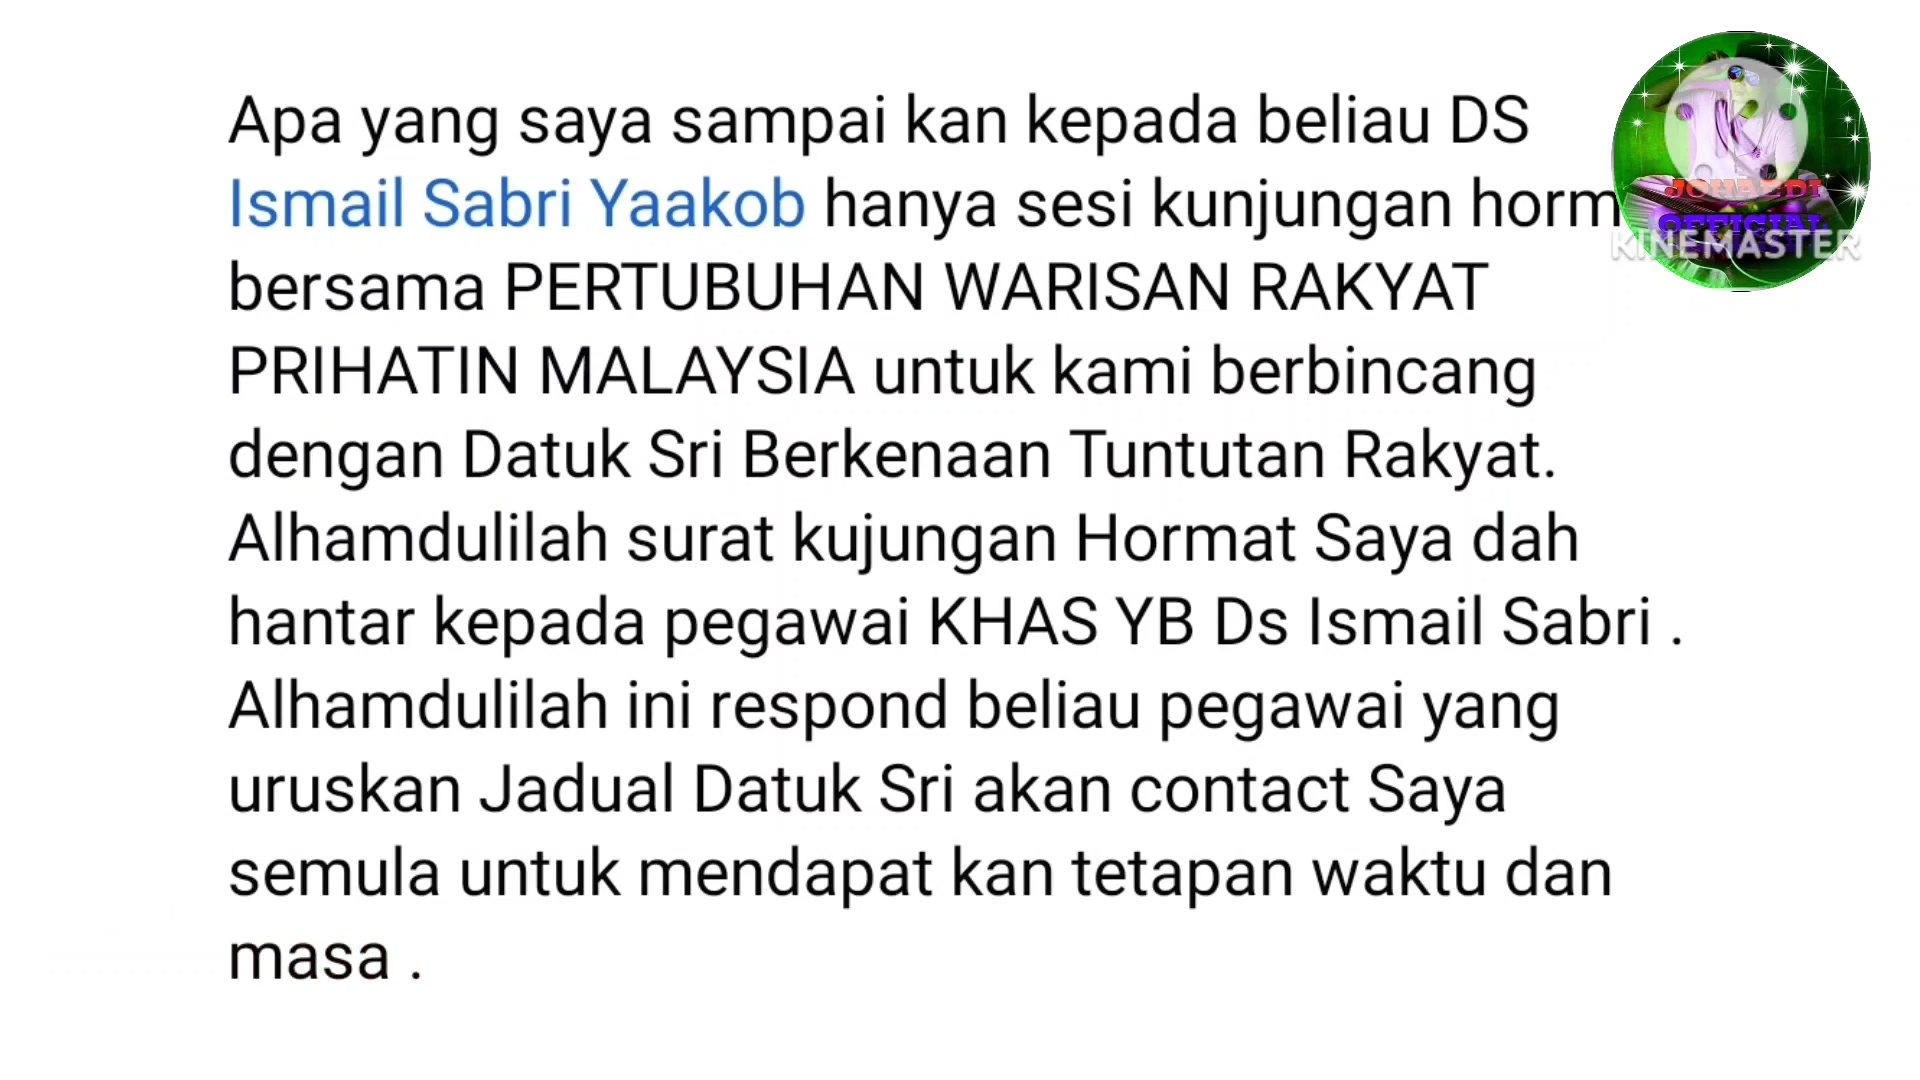 Apa yang saya sampai kan kepada beliau DS
Ismail Sabri Yaakob hanya sesi kunjungan horm
bersama PERTUBUHAN WARISAN RAKYAT
PRIHATIN MALAYSIA untuk kami berbincang
dengan Datuk Sri Berkenaan Tuntutan Rakyat.
Alhamdulilah surat kujungan Hormat Saya dah
hantar kepada pegawai KHAS YB Ds Ismail Sabri .
Alhamdulilah ini respond beliau pegawai yang
uruskan Jadual Datuk Sri akan contact Saya
semula untuk mendapat kan tetapan waktu dan
masa .
OFFICIAL
KINEMASTER